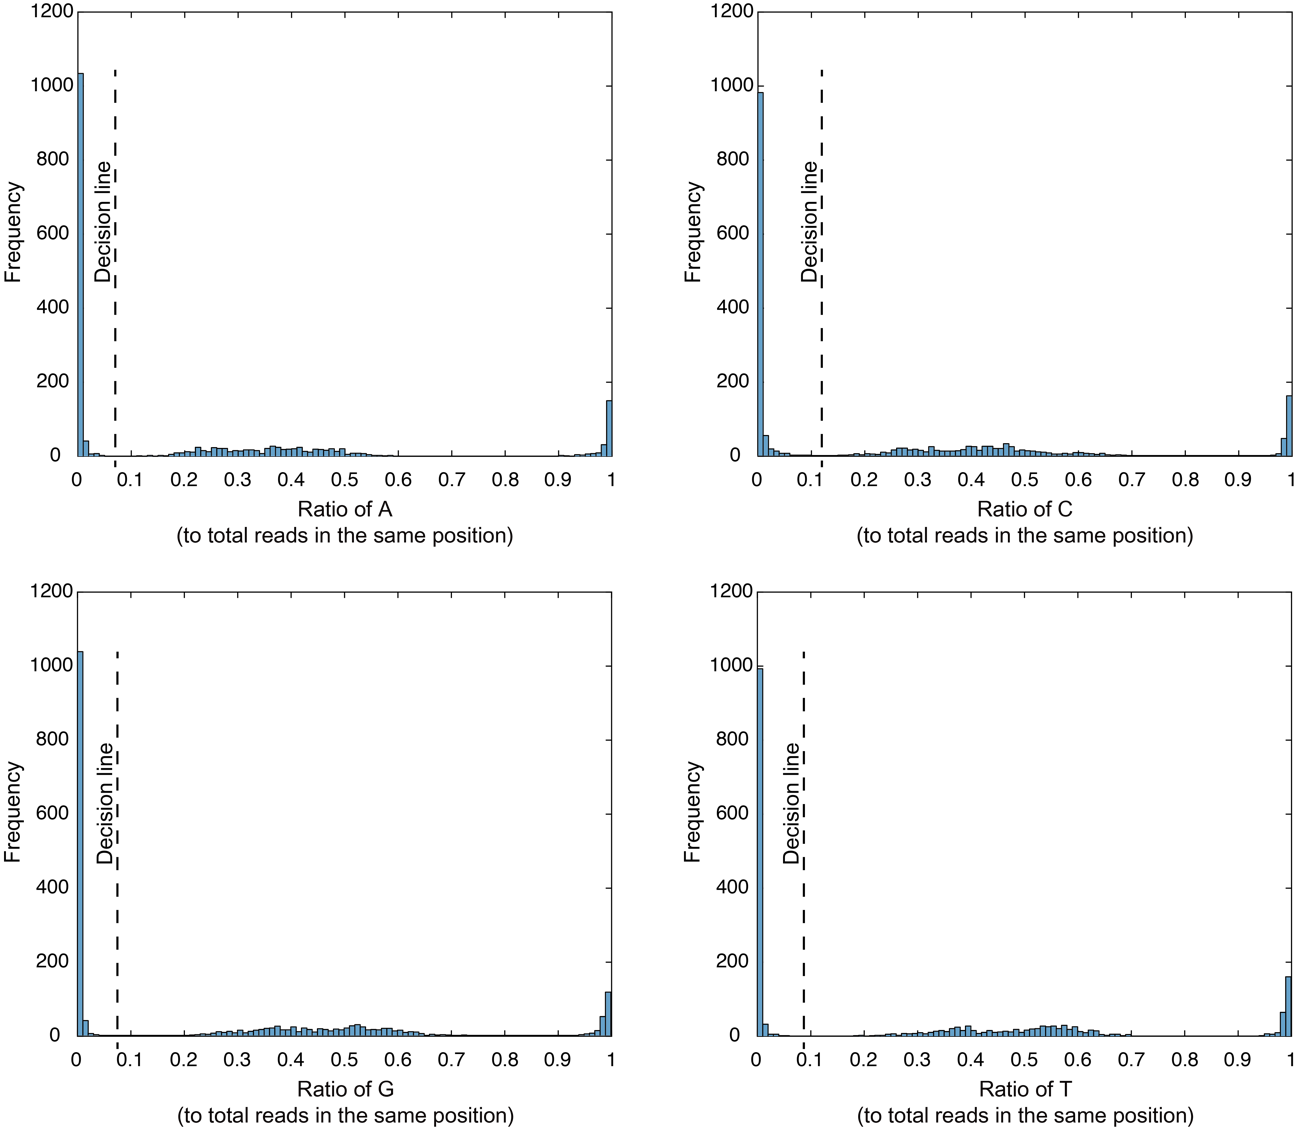 1200
1000
800
600
400
200
0
Frequency
Decision line
0 0.1 0.2 0.3 0.4 0.5 0.6 0.7 0.8 0.9 1
Ratio of A
(to total reads in the same position)
1200
1000
800
600
400
200
0
Frequency
Decision line
0 0.1 0.2 0.3 0.4 0.5 0.6 0.7 0.8 0.9 1
Ratio of C
(to total reads in the same position)
1200
1000
800
600
400
200
0
Frequency
Decision line
0 0.1 0.2 0.3 0.4 0.5 0.6 0.7 0.8 0.9 1
Ratio of G
(to total reads in the same position)
1200
1000
800
600
400
200
0
Frequency
Decision line
0 0.1 0.2 0.3 0.4 0.5 0.6 0.7 0.8 0.9 1
Ratio of T
(to total reads in the same position)